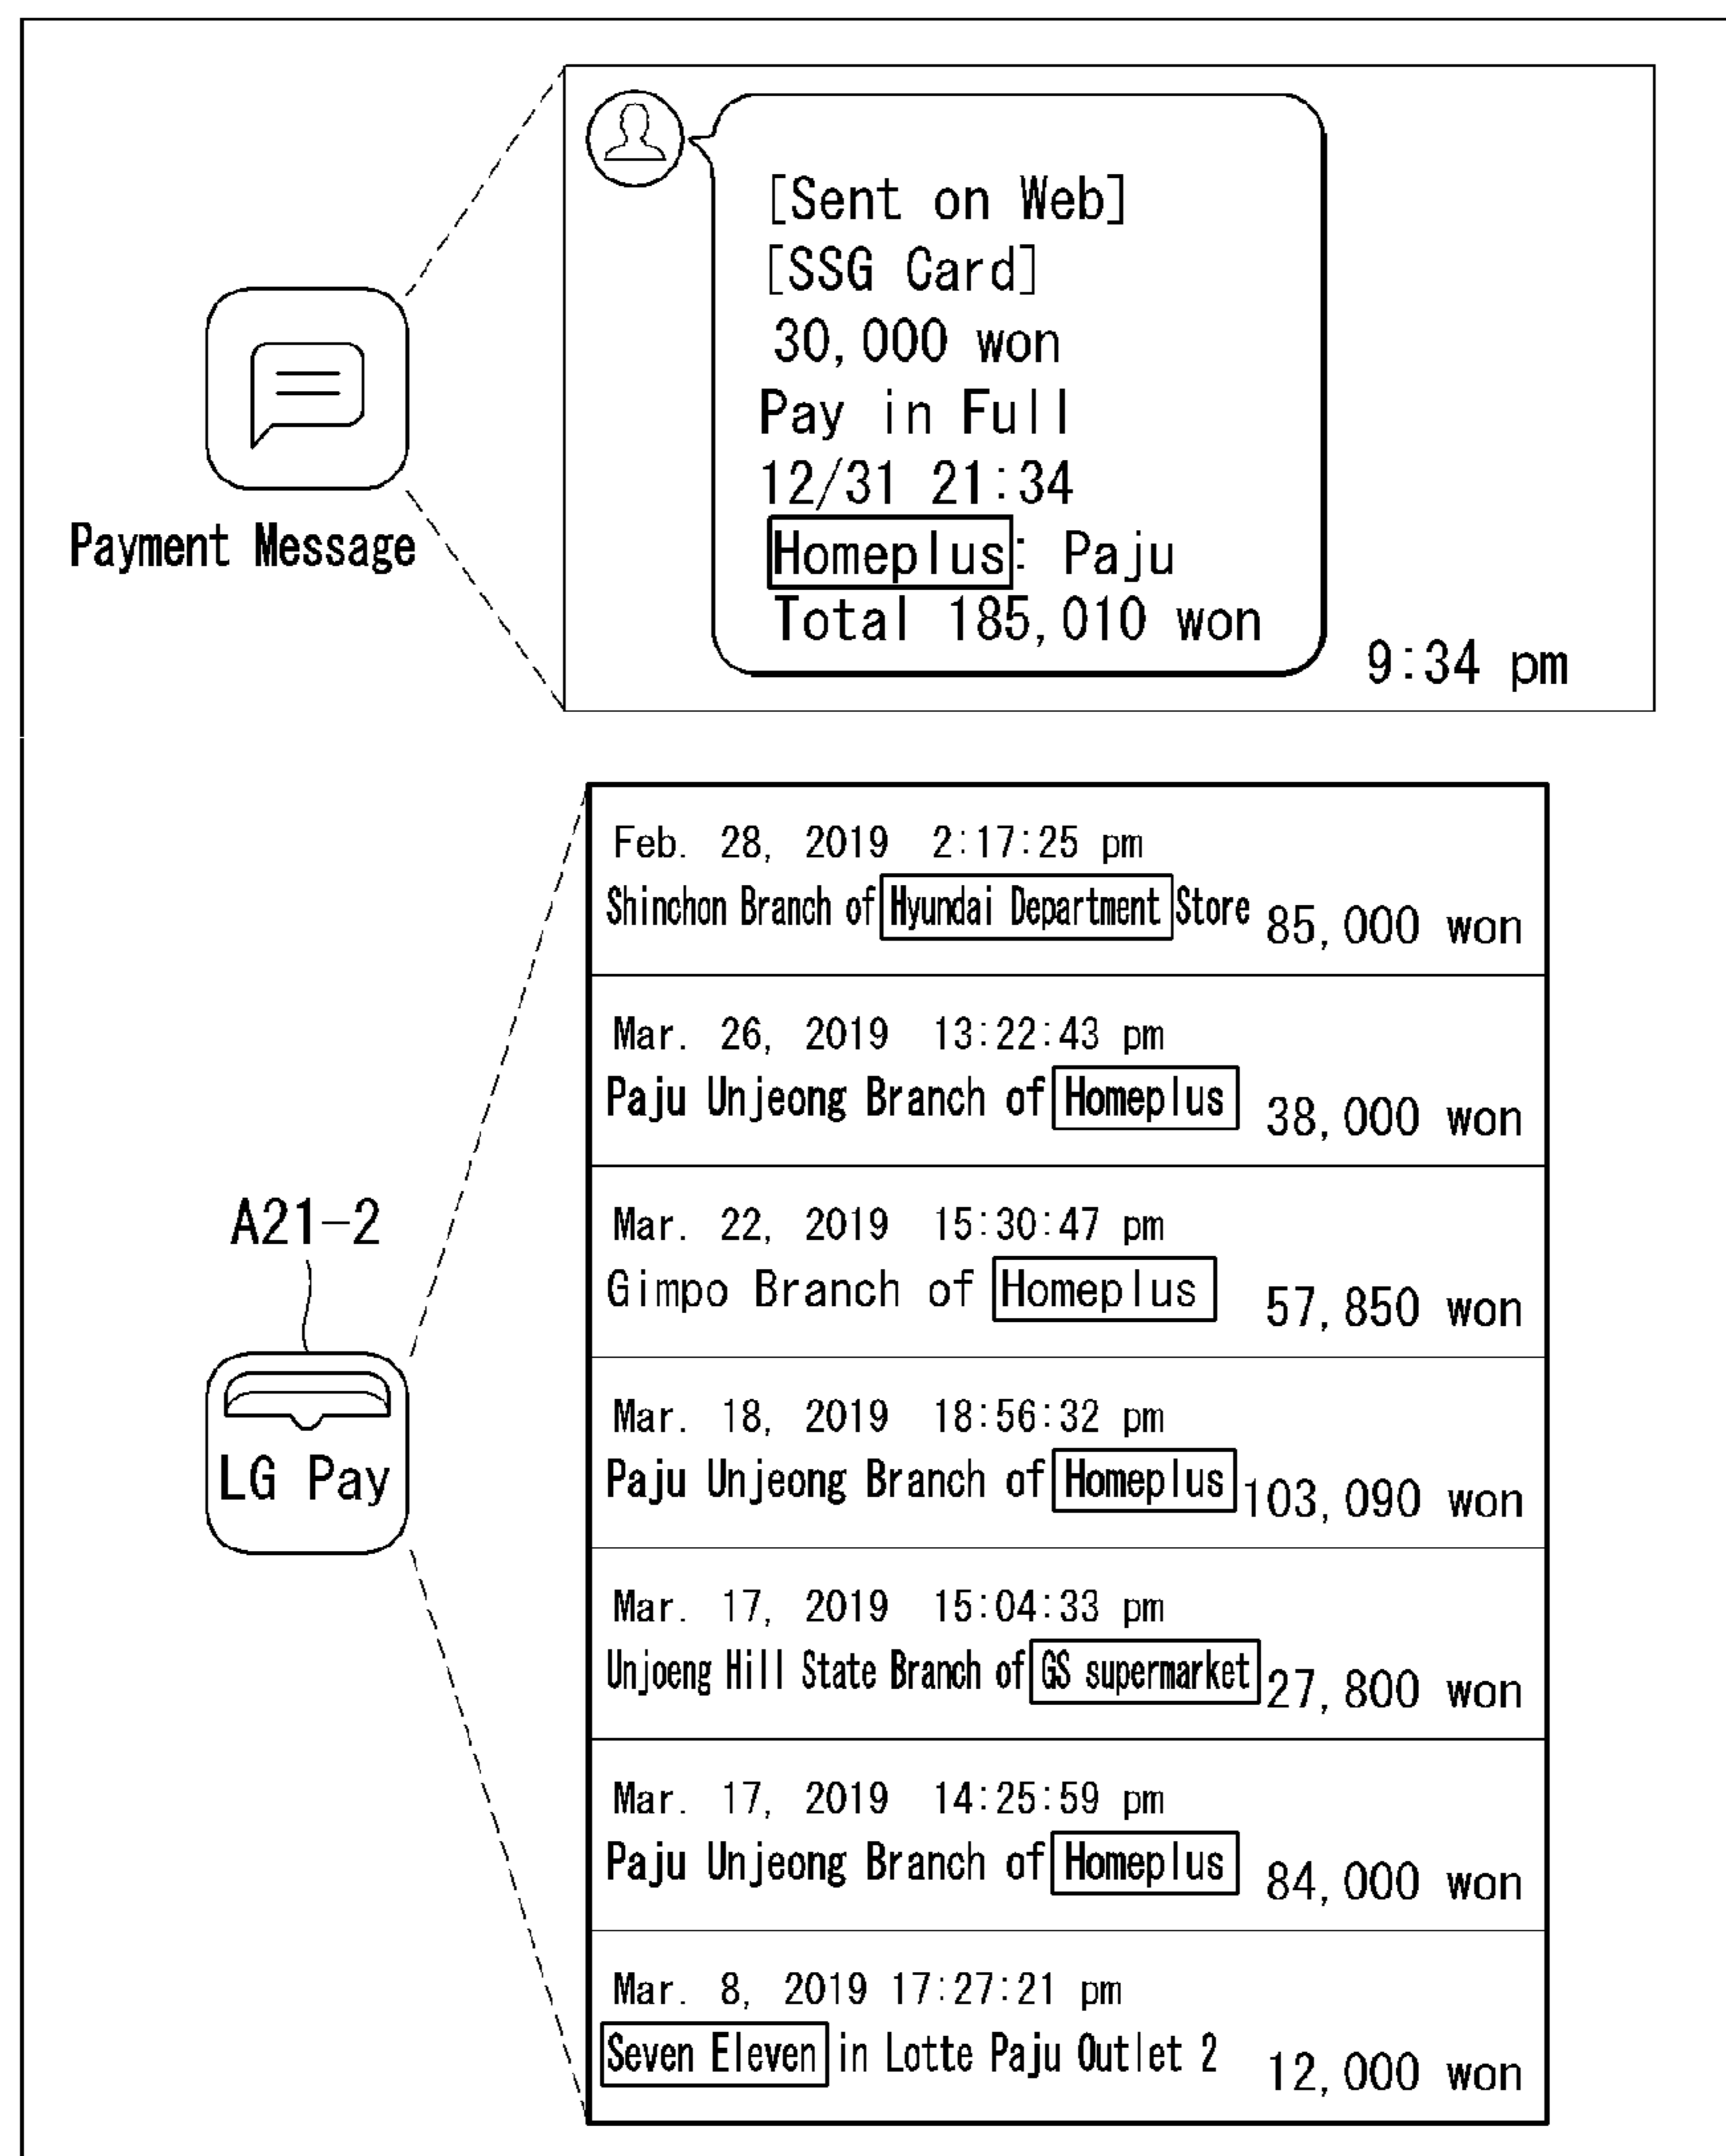 [Sent on Web]
[SSG Card]
30,000 won
Pay in Full
12/31 21:34
Homeplus: Paju
Total 185,010 won
9:34 pm
Payment Message
Feb. 28, 2019 2:17:25 pm
Shinchon Branch of Hyundai Department Store 85,000 won
Mar. 26, 2019 13:22:43 pm
Paju Unjeong Branch of Homeplus 38,000 won
Mar. 22, 2019 15:30:47 pm
Gimpo Branch of Homeplus 57,850 won
Mar. 18, 2019 18:56:32 pm
Paju Unjeong Branch of Homeplus 103,090 won
Mar. 17, 2019 15:04:33 pm
Unjoeng Hill State Branch of GS supermarket 27,800 won
Mar. 17, 2019 14:25:59 pm
Paju Unjeong Branch of Homeplus 84,000 won
Mar. 8, 2019 17:27:21 pm
Seven Eleven in Lotte Paju Outlet 2 12,000 won
A21-2
LG Pay